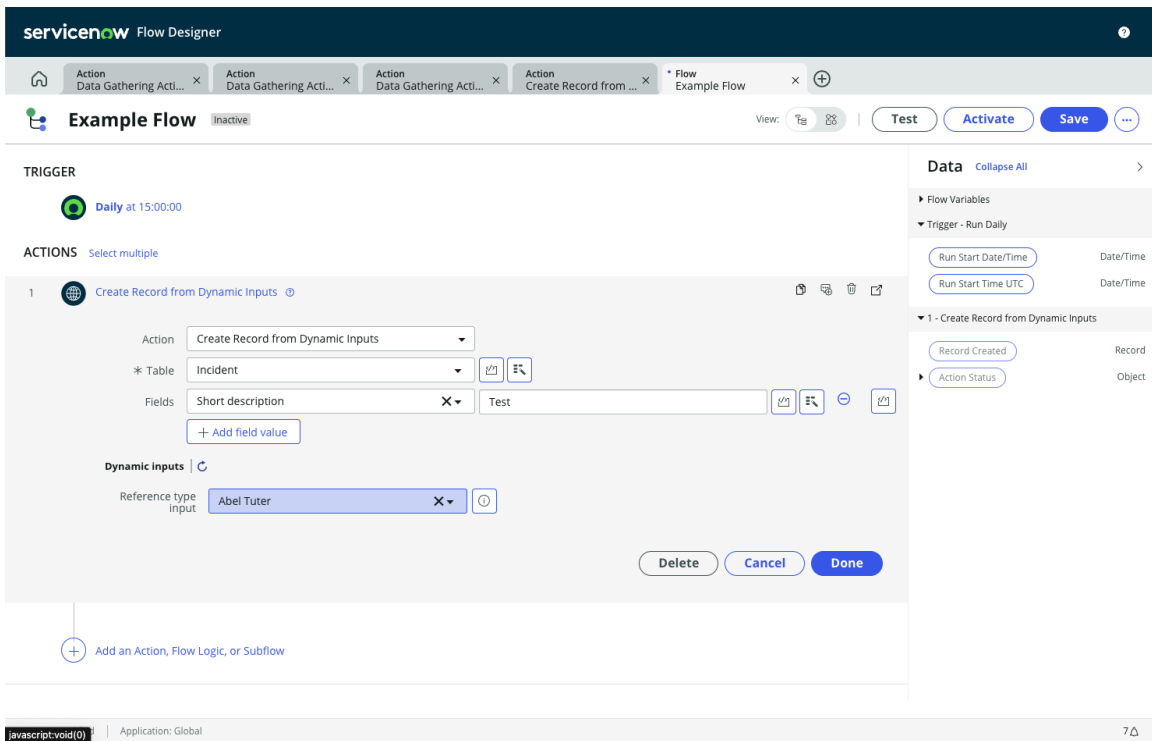 servicenow Flow Designer
Action
Data Gathering Acti...
Action
Data Gathering Acti...
Action
Data Gathering Acti...
Action
Create Record from ...
Flow
Example Flow
Example Flow Inactive
View: Test Activate Save
TRIGGER
Daily at 15:00:00
ACTIONS Select multiple
1 Create Record from Dynamic Inputs
Action Create Record from Dynamic Inputs
* Table Incident
Fields Short description Test
+ Add field value
Dynamic inputs
Reference type
input
Abel Tuter
Delete Cancel Done
Add an Action, Flow Logic, or Subflow
Data Collapse All
Flow Variables
Trigger - Run Daily
Run Start Date/Time Date/Time
Run Start Time UTC Date/Time
1 - Create Record from Dynamic Inputs
Record Created Record
Action Status Object
javascript:void(0) Application: Global 7